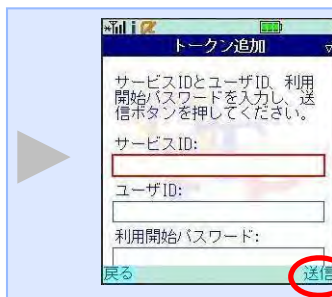 トークン追加
サービスIDとユーザID、利用
開始パスワードを入力し、送
信ボタンを押してください。
サービスID:
ユーザID:
利用開始パスワード:
戻る
送信